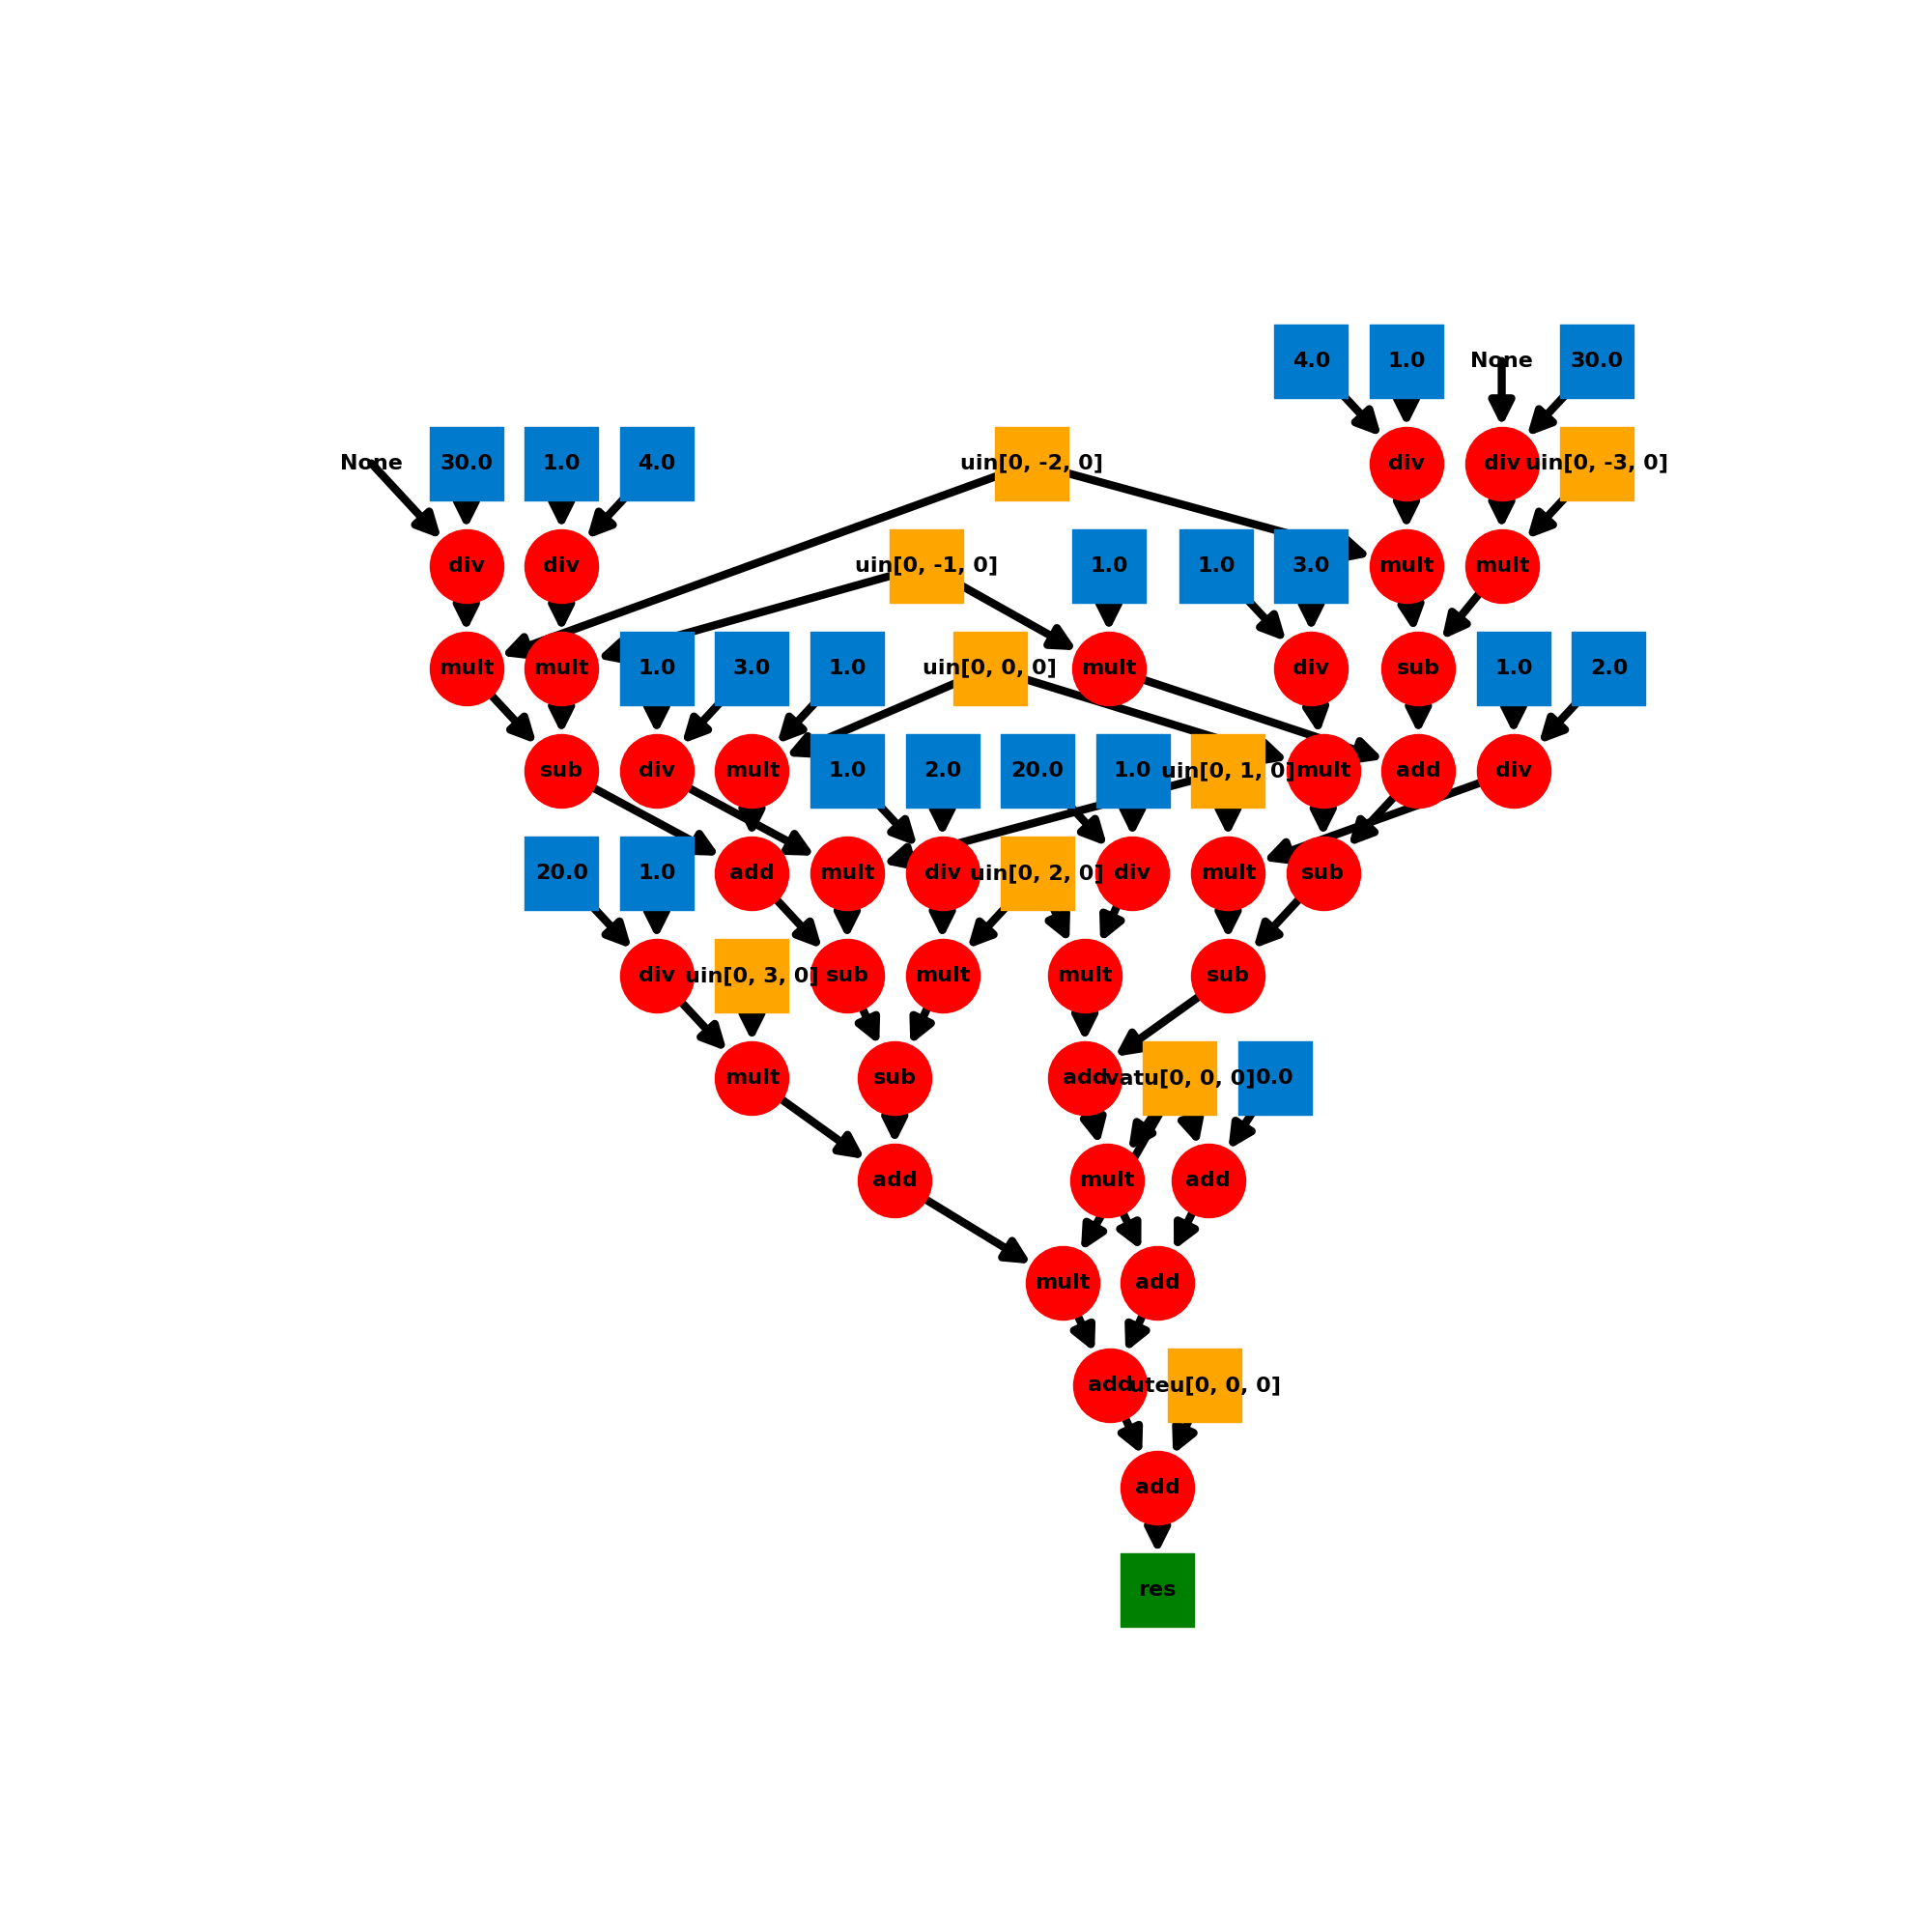 4.0 1.0 None 30.0
None 30.0 1.0 4.0 uin[0, -2, 0] div div uin[0, -3, 0]
div div uin[0, -1, 0] 1.0 1.0 3.0 mult mult
mult mult 1.0 3.0 1.0 uin[0, 0, 0] mult div sub 1.0 2.0
sub div mult 1.0 2.0 20.0 1.0 uin[0, 1, 0] mult add div
20.0 1.0 add mult div uin[0, 2, 0] div mult sub
div uin[0, 3, 0] sub mult mult sub
mult sub add vatu[0, 0, 0] 0.0
add mult add
mult add
add uteu[0, 0, 0]
add
res